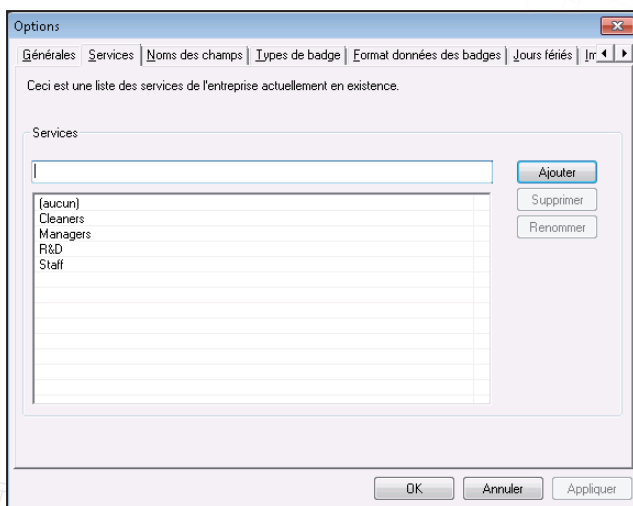 Options
Générales Services Noms des champs Types de badge Format données des badges Jours fériés
Ceci est une liste des services de l'entreprise actuellement en existence.
Services
Ajouter
(aucun)
Supprimer
Cleaners
Managers
Renommer
R&D
Staff
OK Annuler Appliquer